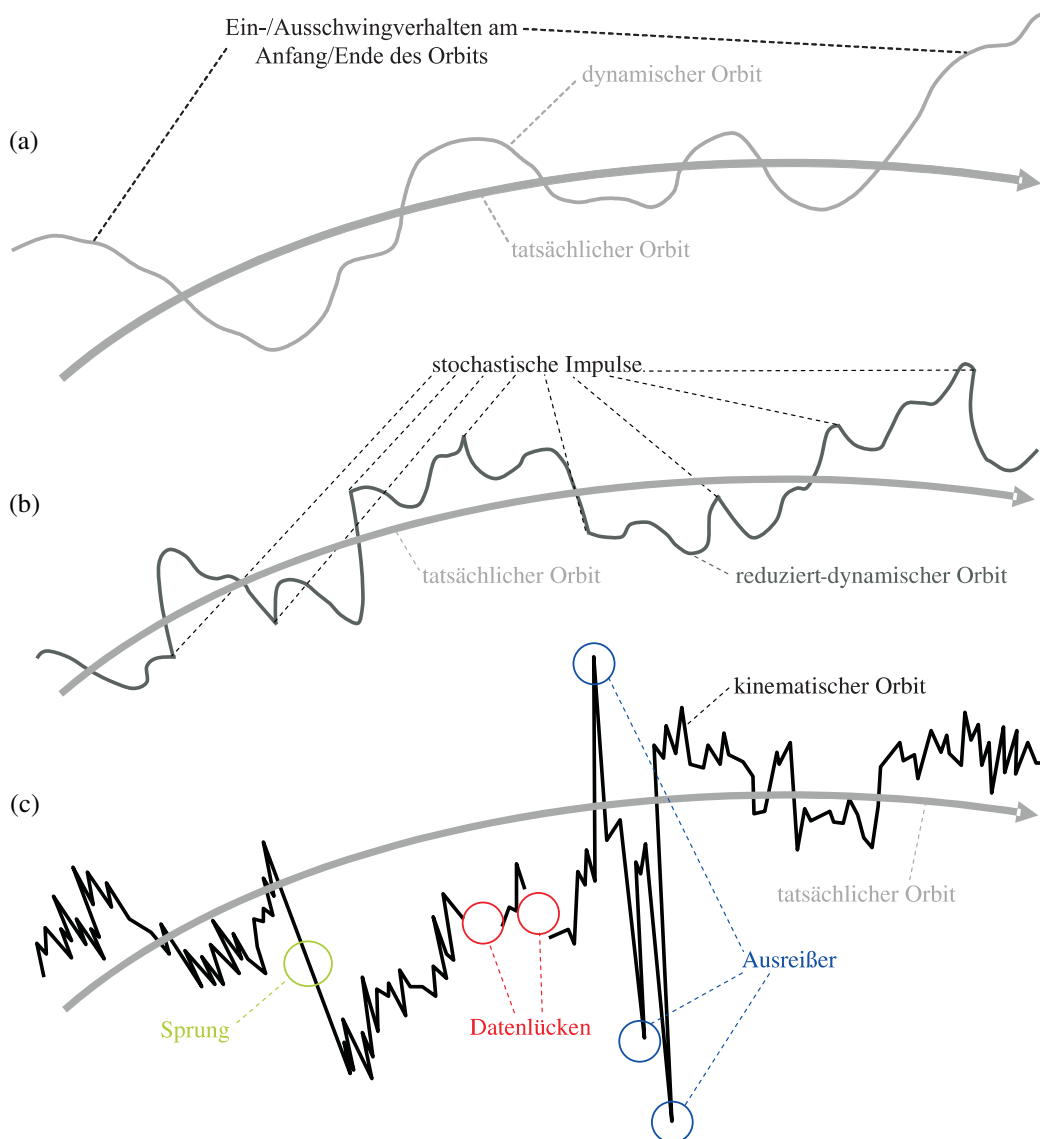 Ein-/Ausschwingverhalten am
Anfang/Ende des Orbits
dynamischer Orbit
(a)
tatsächlicher Orbit
stochastische Impulse
(b)
tatsächlicher Orbit
reduziert-dynamischer Orbit
kinematischer Orbit
(c)
tatsächlicher Orbit
Ausreißer
Sprung
Datenlücken